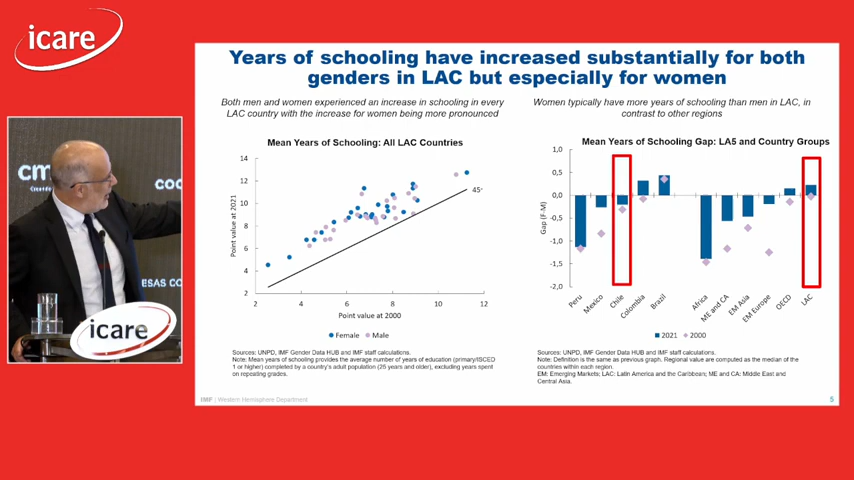 icare
Years of schooling have increased substantially for both
genders in LAC but especially for women
Both men and women experienced an increase in schooling in every
LAC country with the increase for women being more pronounced
Mean Years of Schooling: All LAC Countries
14
12
10
8
6
4
2
Point value at 2021
45°
2
4
6
8
10
12
Point value at 2000
Female
Male
Sources: UNPD, IMF Gender Data HUB and IMF staff calculations.
Note: Mean years of schooling provides the average number of years of education (primary/ISCED
1 or higher) completed by a country's adult population (25 years and older), excluding years spent
on repeating grades.
Women typically have more years of schooling than men in LAC, in
contrast to other regions
Mean Years of Schooling Gap: LA5 and Country Groups
1,0
0,5
0,0
-0,5
-1,0
-1,5
-2,0
Gap (F-M)
Peru
Mexico
Chile
Colombia
Brazil
Africa
ME and CA
EM Asia
EM Europe
OECD
LAC
2021
2000
Sources: UNPD, IMF Gender Data HUB and IMF staff calculations.
Note: Definition is the same as previous graph. Regional value are computed as the median of the
countries within each region.
EM: Emerging Markets; LAC: Latin America and the Caribbean; ME and CA: Middle East and
Central Asia.
IMF | Western Hemisphere Department
5
cm
ESAS CO
icare